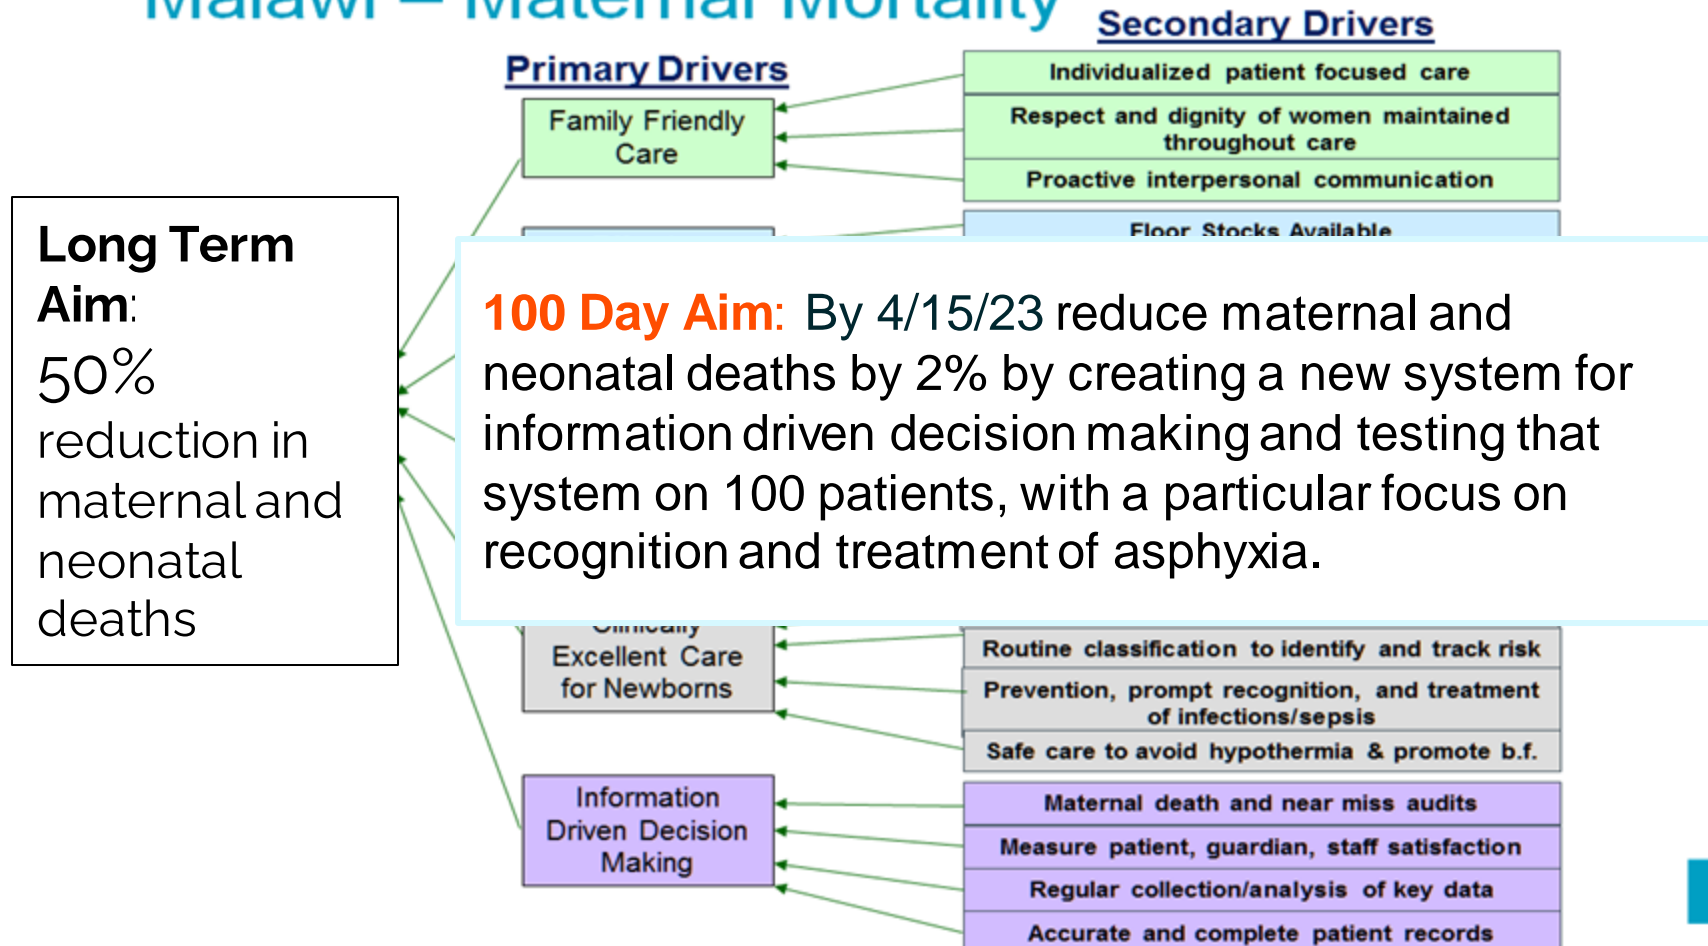 Malawi – Maternal Mortality
Secondary Drivers
Primary Drivers
Individualized patient focused care
Family Friendly
Care
Respect and dignity of women maintained
throughout care
Proactive interpersonal communication
Long Term
Aim:
50%
reduction in
maternal and
neonatal
deaths
Floor Stocks Available
100 Day Aim: By 4/15/23 reduce maternal and
neonatal deaths by 2% by creating a new system for
information driven decision making and testing that
system on 100 patients, with a particular focus on
recognition and treatment of asphyxia.
Clinically
Excellent Care
for Newborns
Routine classification to identify and track risk
Prevention, prompt recognition, and treatment
of infections/sepsis
Safe care to avoid hypothermia & promote b.f.
Information
Driven Decision
Making
Maternal death and near miss audits
Measure patient, guardian, staff satisfaction
Regular collection/analysis of key data
Accurate and complete patient records